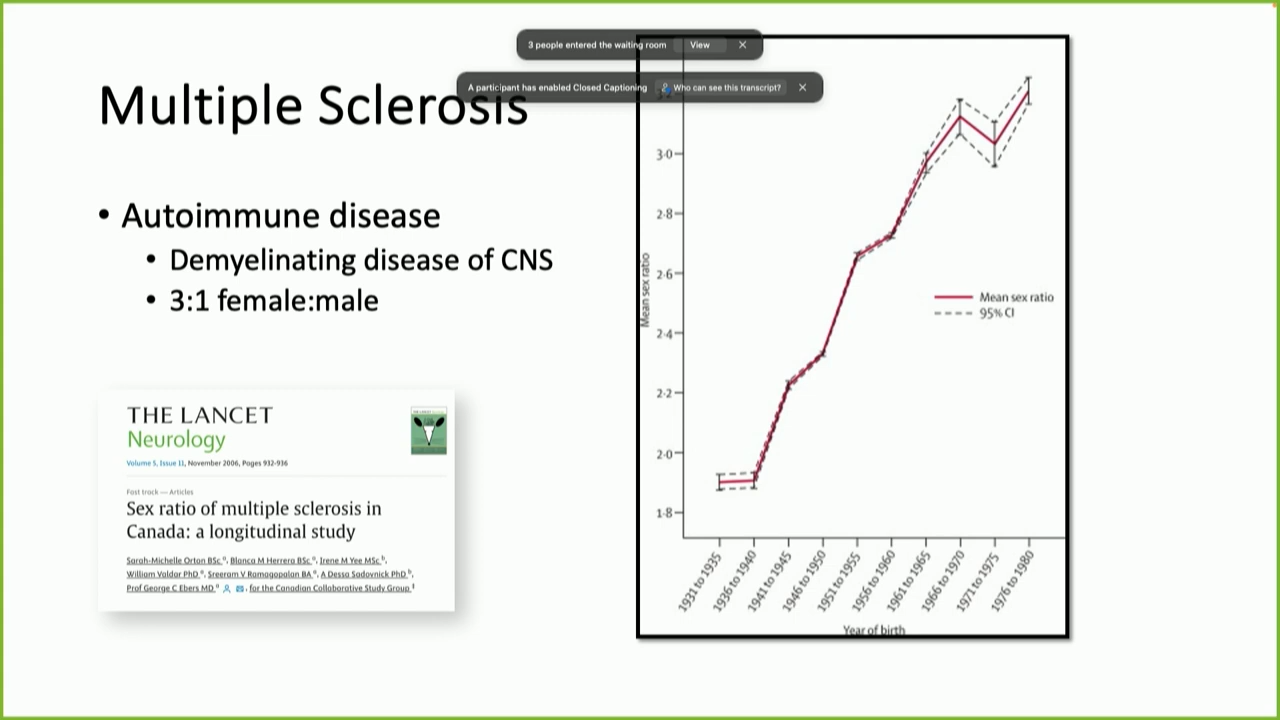 3 people entered the waiting room View
A participant has enabled Closed Captioning Who can see this transcript?
Multiple Sclerosis
• Autoimmune disease
• Demyelinating disease of CNS
• 3:1 female:male
THE LANCET
Neurology
Volume 5, Issue 11, November 2006, Pages 932-936
Fast track — Articles
Sex ratio of multiple sclerosis in
Canada: a longitudinal study
Sarah-Michelle Orton BSc a, Blanca M Herrera BSc a, Irene M Yee MSc b,
William Valdar PhD a, Sreeram V Ramagopalan BA a, A Dessa Sadovnick PhD b,
Prof George C Ebers MD a, for the Canadian Collaborative Study Group
Mean sex ratio
3·0
2·8
2·6
2·4
2·2
2·0
1·8
Mean sex ratio
95% CI
1931 to 1935
1936 to 1940
1941 to 1945
1946 to 1950
1951 to 1955
1956 to 1960
1961 to 1965
1966 to 1970
1971 to 1975
1976 to 1980
Year of birth